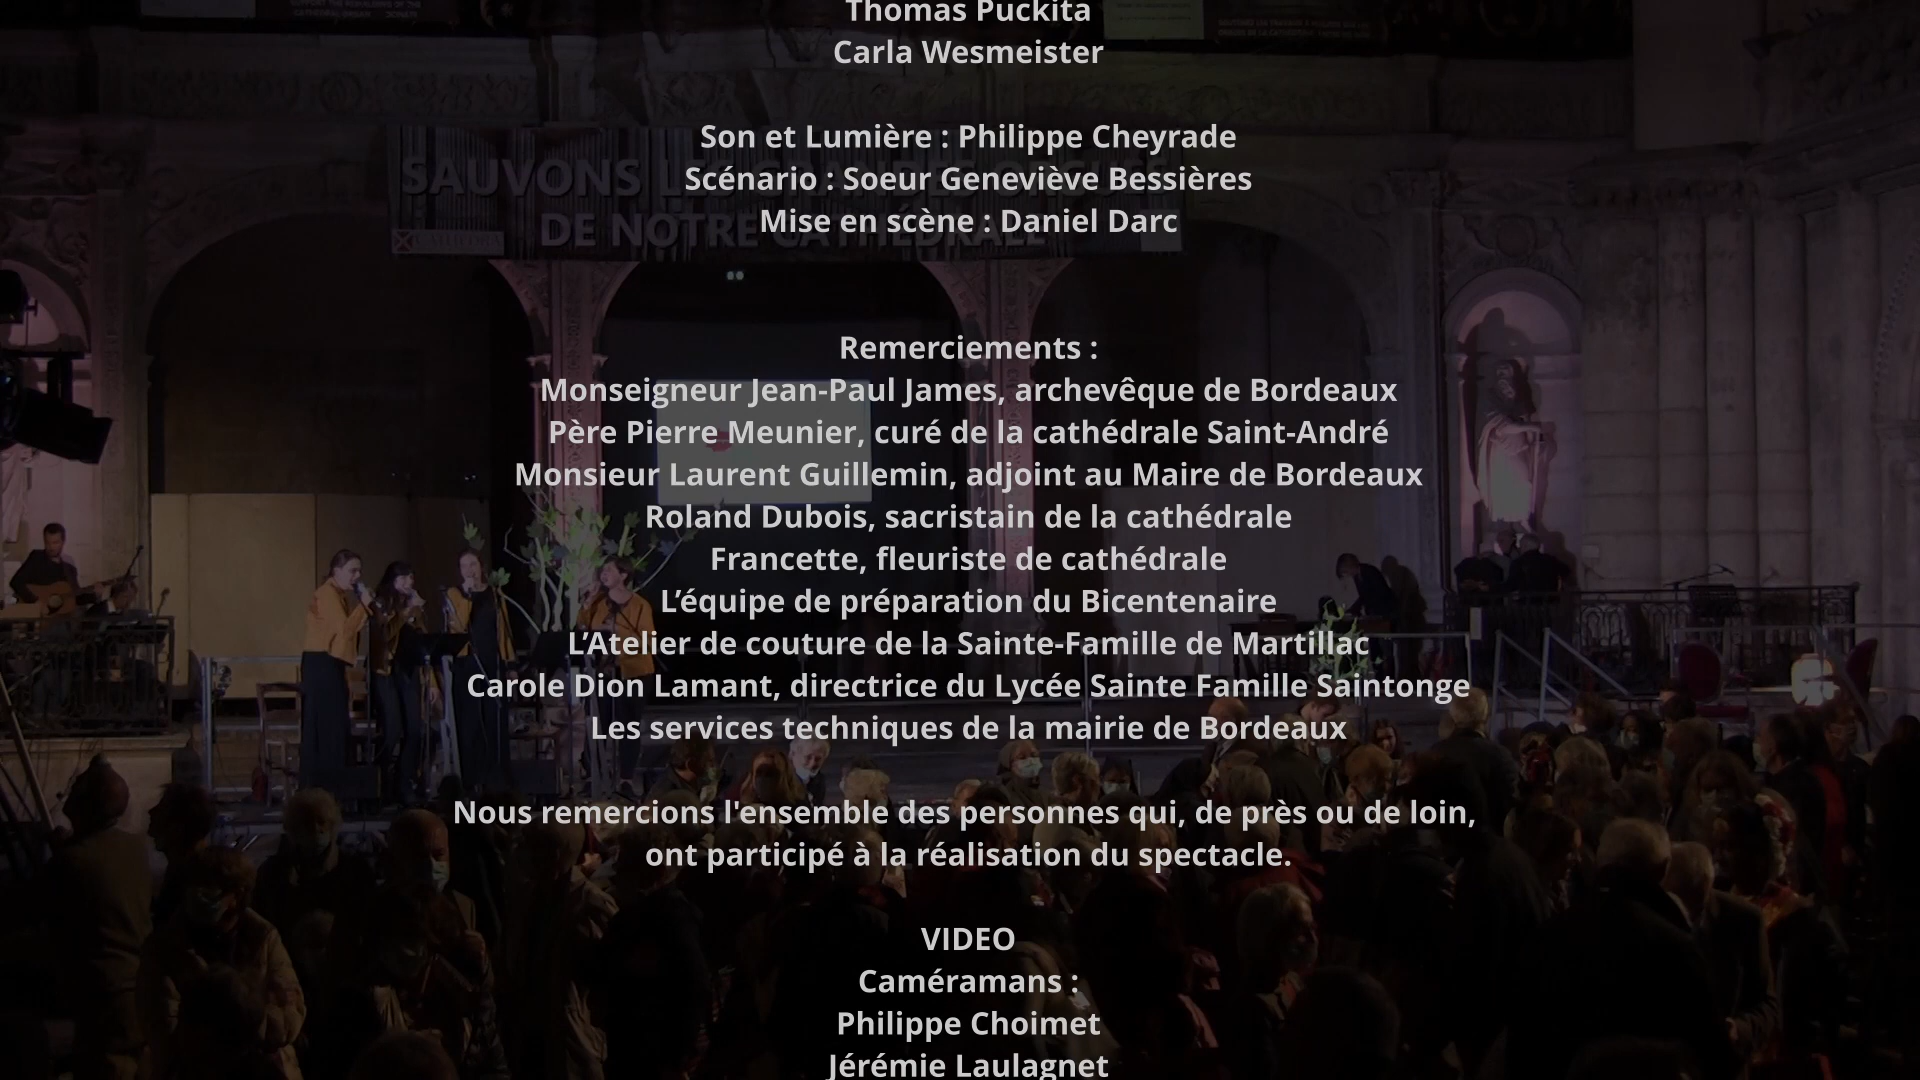 Thomas Puckita
Carla Wesmeister
Son et Lumière : Philippe Cheyrade
Scénario : Soeur Geneviève Bessières
Mise en scène : Daniel Darc
SAUVONS LES GRANDES ORGUES
DE NOTRE CATHÉDRALE
CATHEDRA
Remerciements :
Monseigneur Jean-Paul James, archevêque de Bordeaux
Père Pierre Meunier, curé de la cathédrale Saint-André
Monsieur Laurent Guillemin, adjoint au Maire de Bordeaux
Roland Dubois, sacristain de la cathédrale
Francette, fleuriste de cathédrale
L’équipe de préparation du Bicentenaire
L’Atelier de couture de la Sainte-Famille de Martillac
Carole Dion Lamant, directrice du Lycée Sainte Famille Saintonge
Les services techniques de la mairie de Bordeaux
Nous remercions l'ensemble des personnes qui, de près ou de loin,
ont participé à la réalisation du spectacle.
VIDEO
Caméramans :
Philippe Choimet
Jérémie Laulagnet